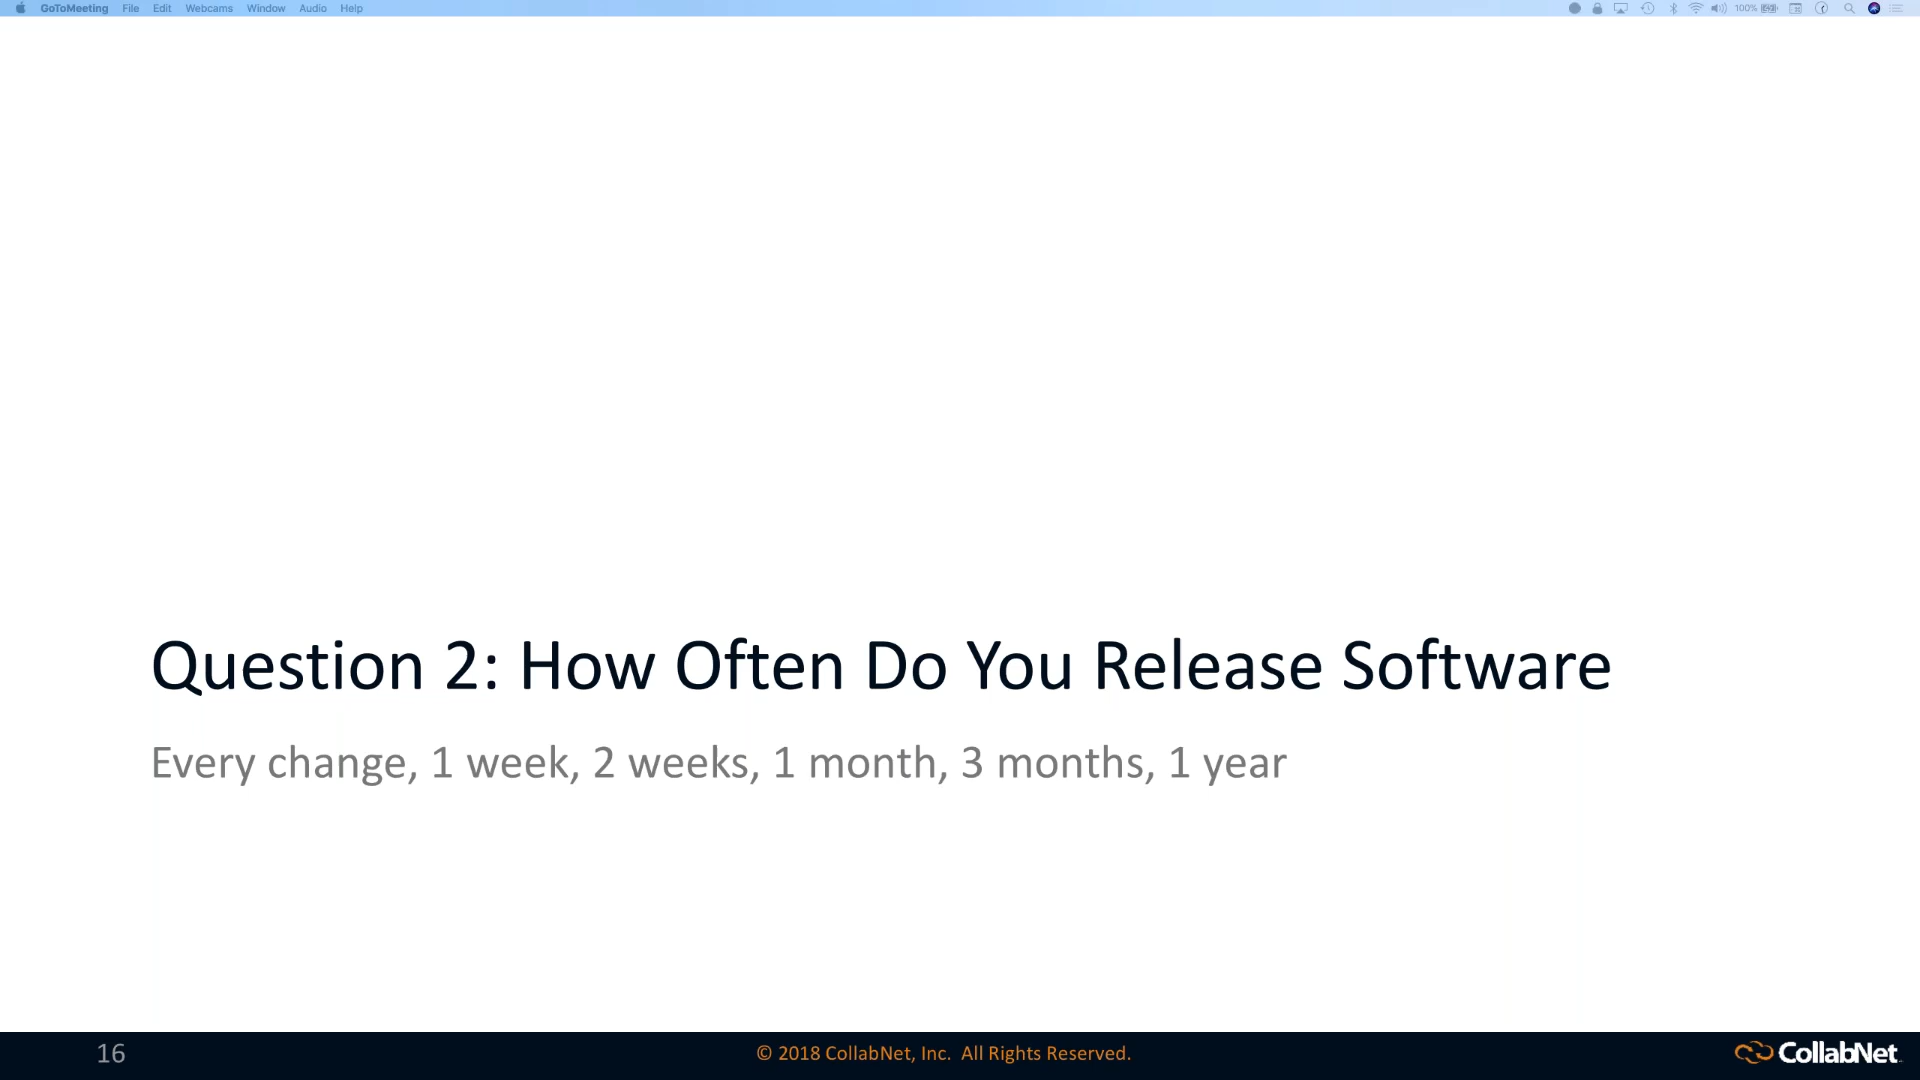 GoToMeeting File Edit Webcams Window Audio Help 100%
Question 2: How Often Do You Release Software
Every change, 1 week, 2 weeks, 1 month, 3 months, 1 year
16
© 2018 CollabNet, Inc. All Rights Reserved.
CollabNet